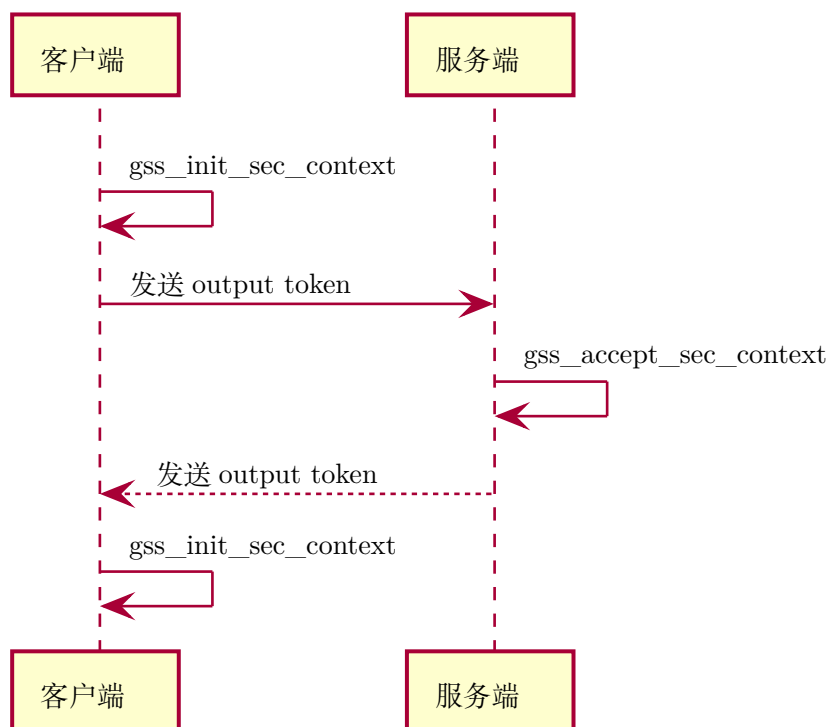 客户端
服务端
gss_init_sec_context
发送 output token
gss_accept_sec_context
发送 output token
gss_init_sec_context
客户端
服务端